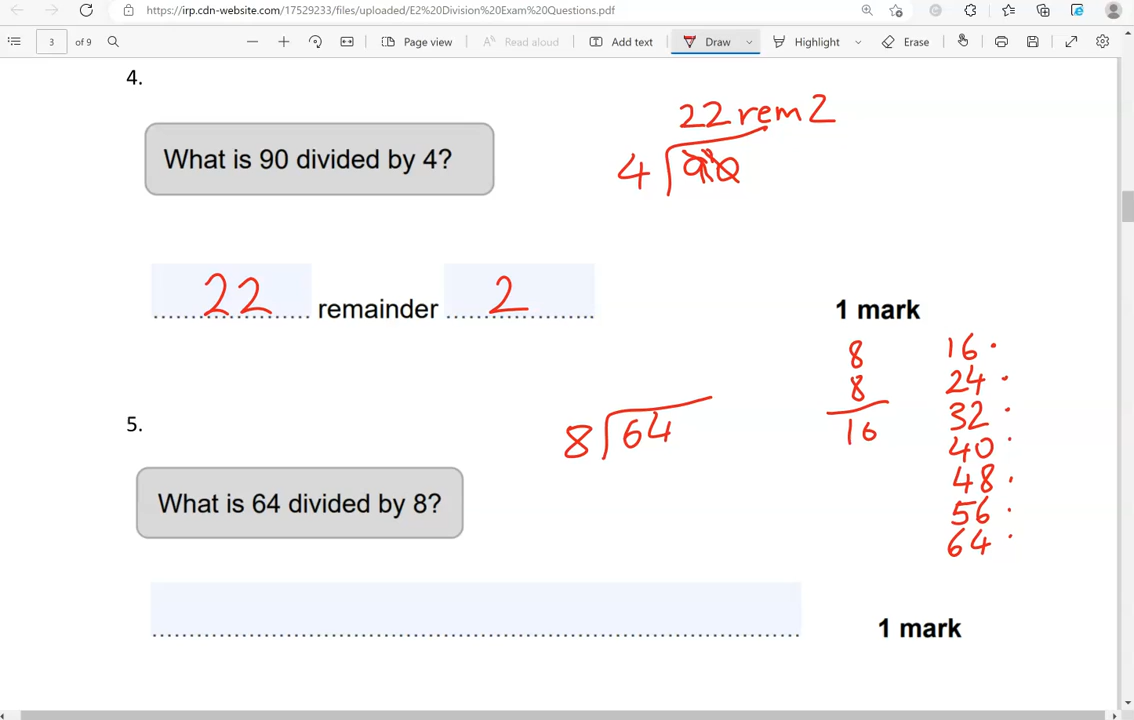 https://irp.cdn-website.com/17529233/files/uploaded/E2%20Division%20Exam%20Questions.pdf
3 of 9
Page view
Read aloud
Add text
Draw
Highlight
Erase
4.
22 rem 2
What is 90 divided by 4?
4 90
22 remainder 2
1 mark
8
8
16
16
24
32
40
48
56
64
5.
8 64
What is 64 divided by 8?
1 mark